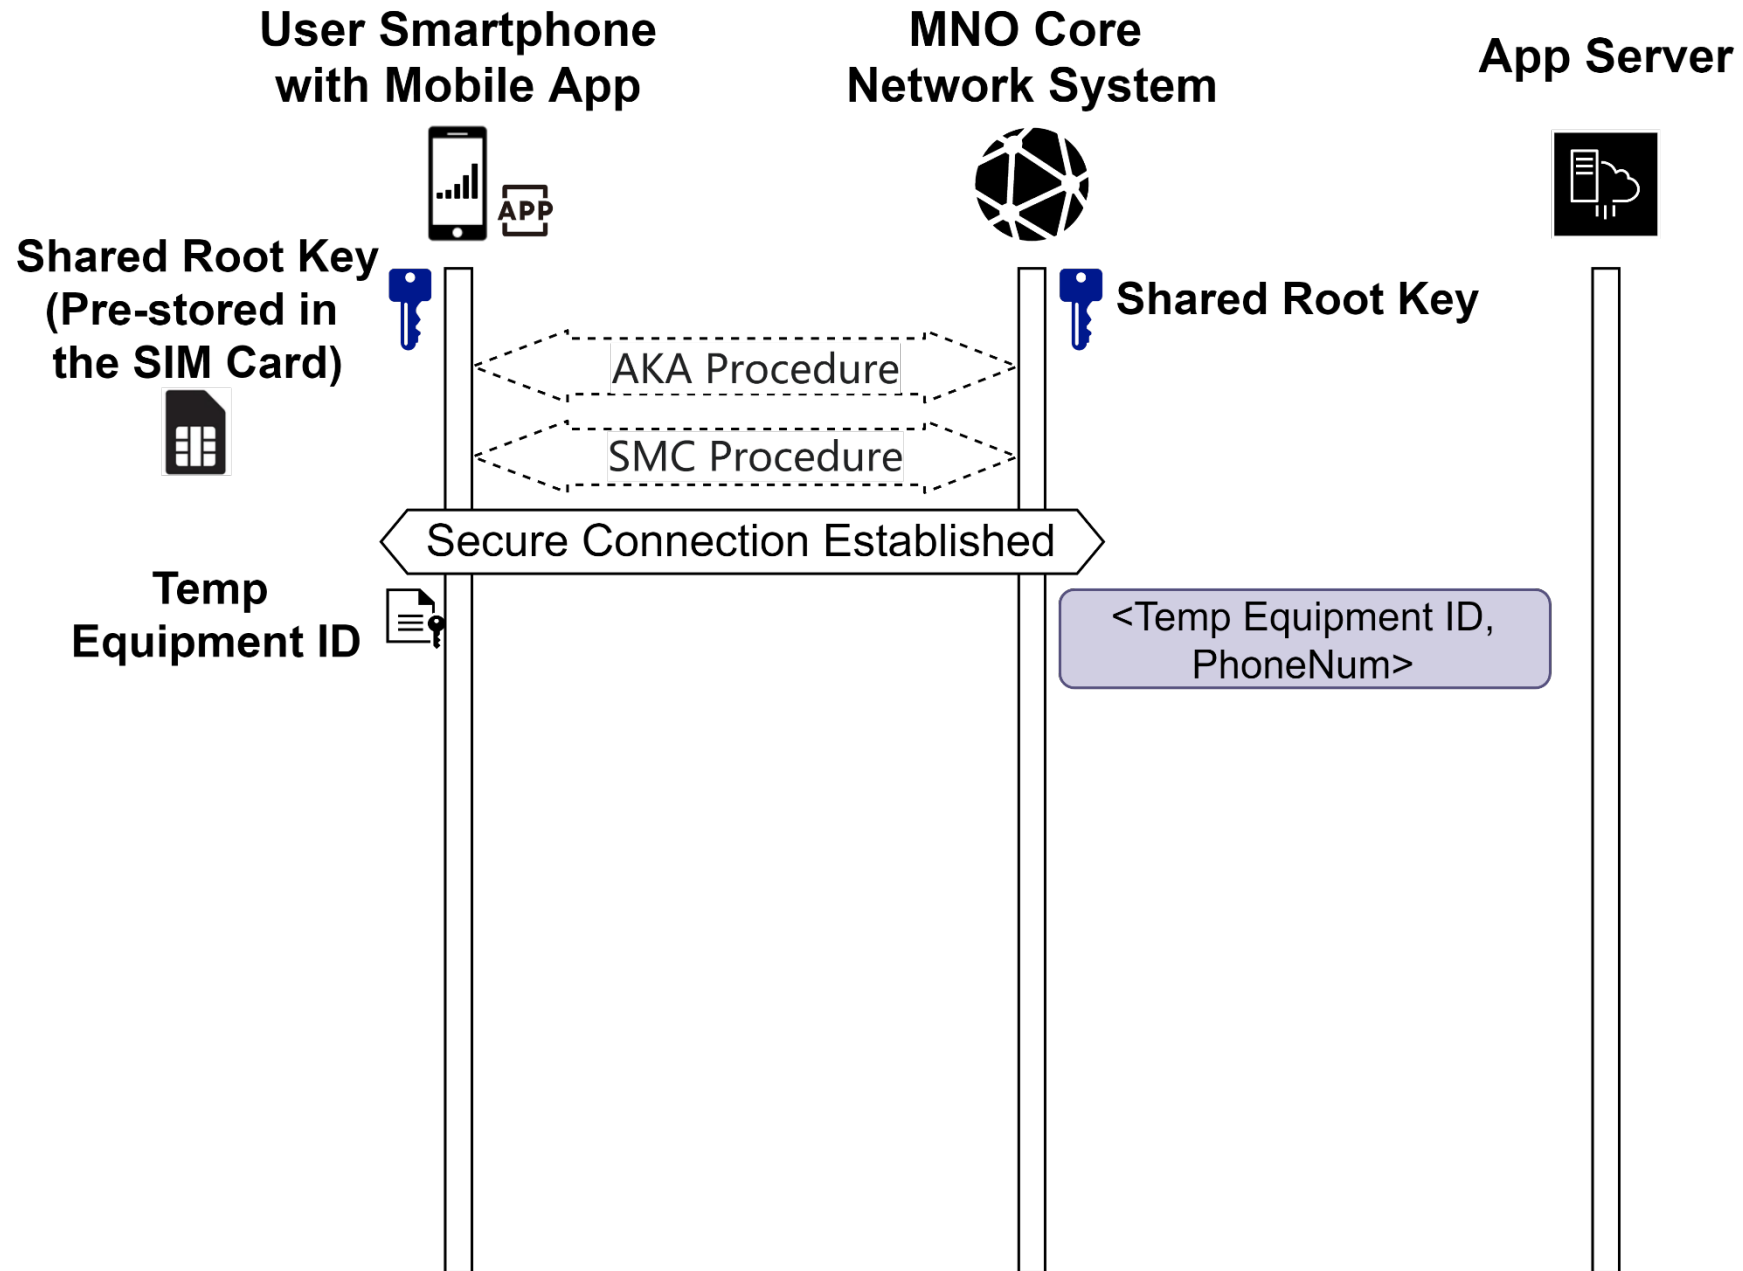 User Smartphone
with Mobile App
MNO Core
Network System
App Server
APP
Shared Root Key
(Pre-stored in
the SIM Card)
Shared Root Key
AKA Procedure
SMC Procedure
Secure Connection Established
Temp
Equipment ID
<Temp Equipment ID,
PhoneNum>